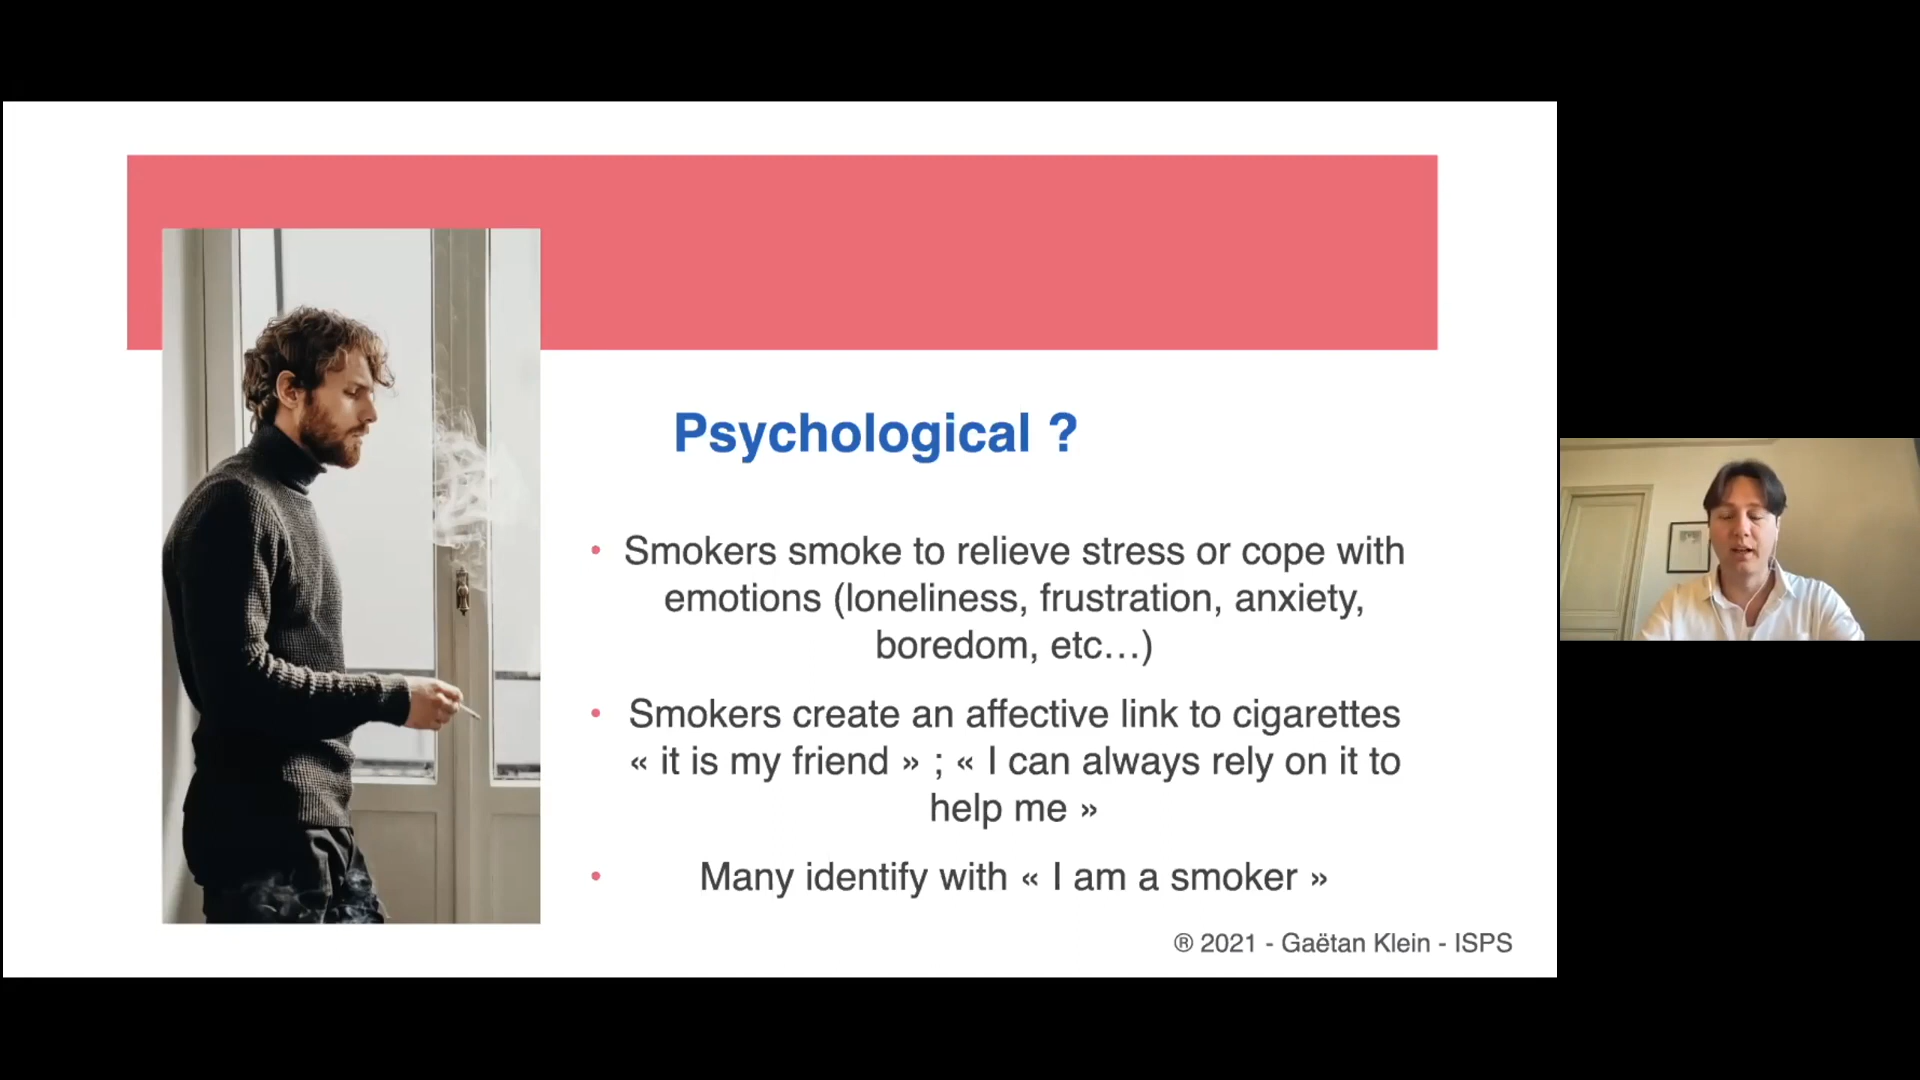 Psychological ?
• Smokers smoke to relieve stress or cope with
emotions (loneliness, frustration, anxiety,
boredom, etc…)
• Smokers create an affective link to cigarettes
« it is my friend » ; « I can always rely on it to
help me »
• Many identify with « I am a smoker »
® 2021 - Gaëtan Klein - ISPS